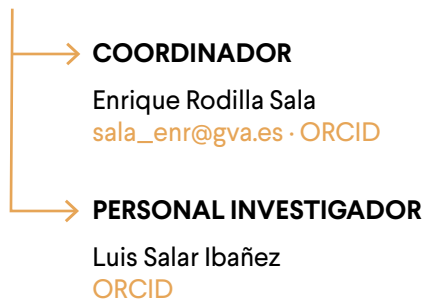 COORDINADOR
Enrique Rodilla Sala
sala_enr@gva.es · ORCID
PERSONAL INVESTIGADOR
Luis Salar Ibañez
ORCID